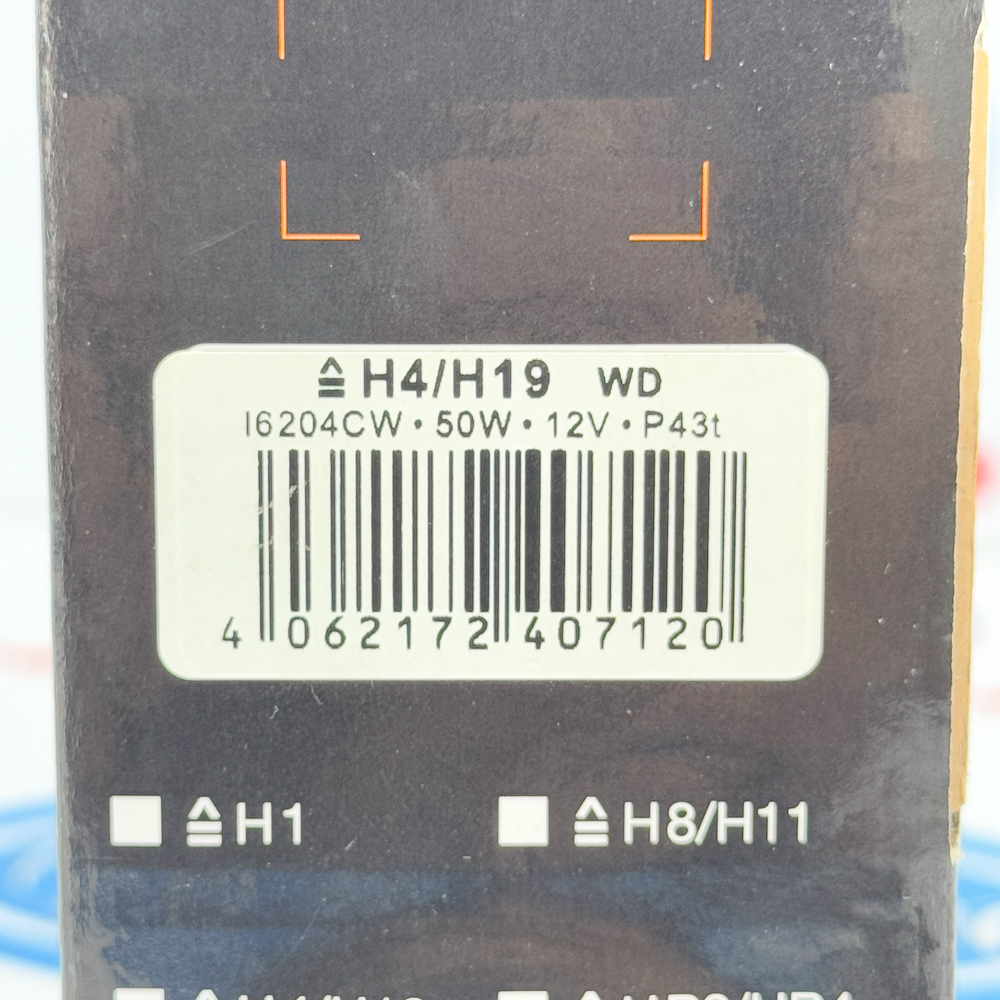 ≙ H4/H19 WD
I6204CW • 50W • 12V • P43t
4 062172 407120
≙ H1
≙ H8/H11